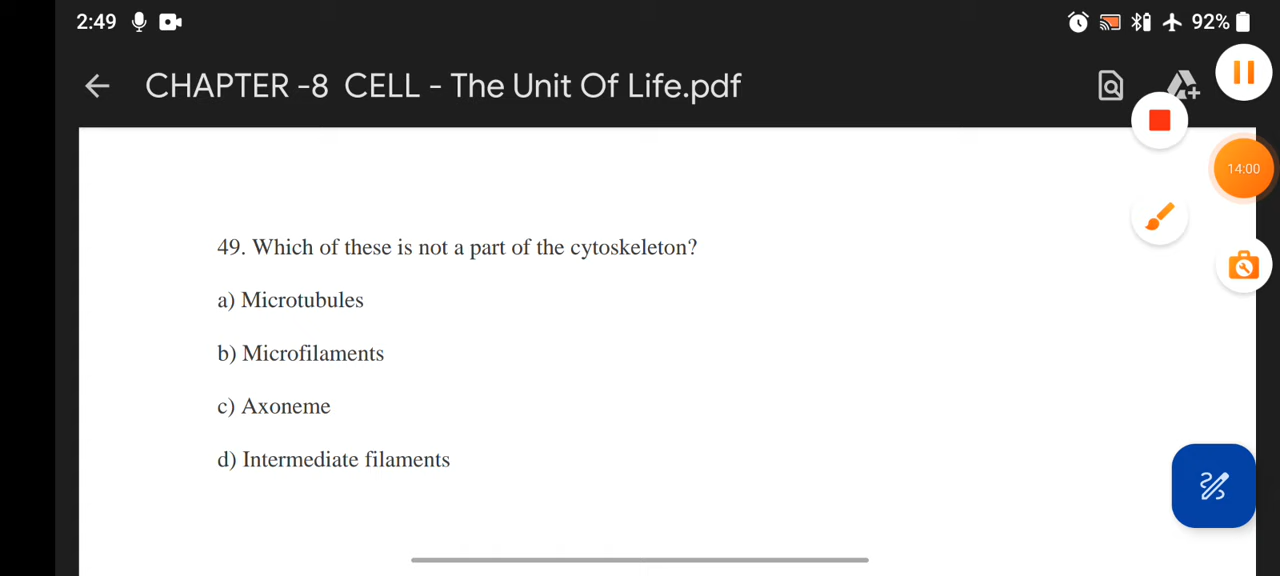 2:49 92%
CHAPTER -8 CELL - The Unit Of Life.pdf
14:00
49. Which of these is not a part of the cytoskeleton?
a) Microtubules
b) Microfilaments
c) Axoneme
d) Intermediate filaments